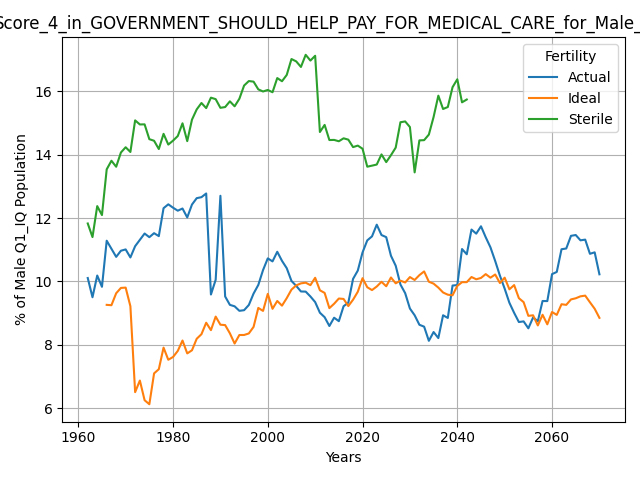 Score_4_in_GOVERNMENT_SHOULD_HELP_PAY_FOR_MEDICAL_CARE_for_Male_
Fertility
Actual
Ideal
Sterile
% of Male Q1_IQ Population
16
14
12
10
8
6
1960 1980 2000 2020 2040 2060
Years